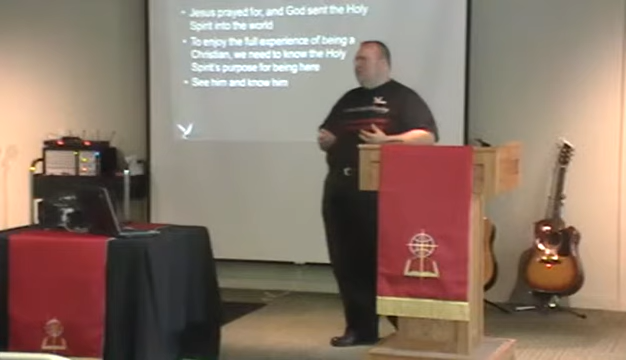 • Jesus prayed for, and God sent the Holy
Spirit into the world
• To enjoy the full experience of being a
Christian, we need to know the Holy
Spirit's purpose for being here
• See him and know him